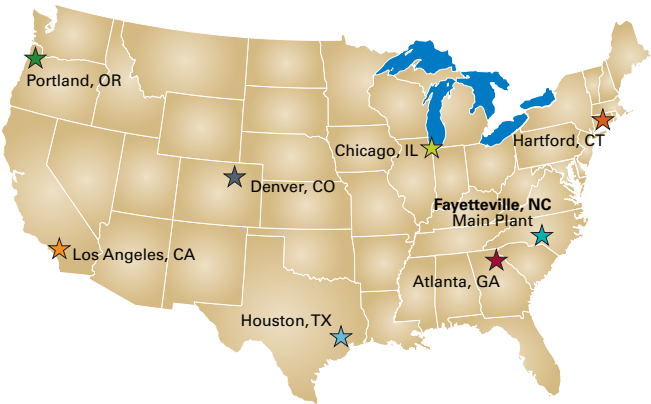 Portland, OR
Chicago, IL
Hartford, CT
Denver, CO
Fayetteville, NC
Main Plant
Los Angeles, CA
Atlanta, GA
Houston, TX